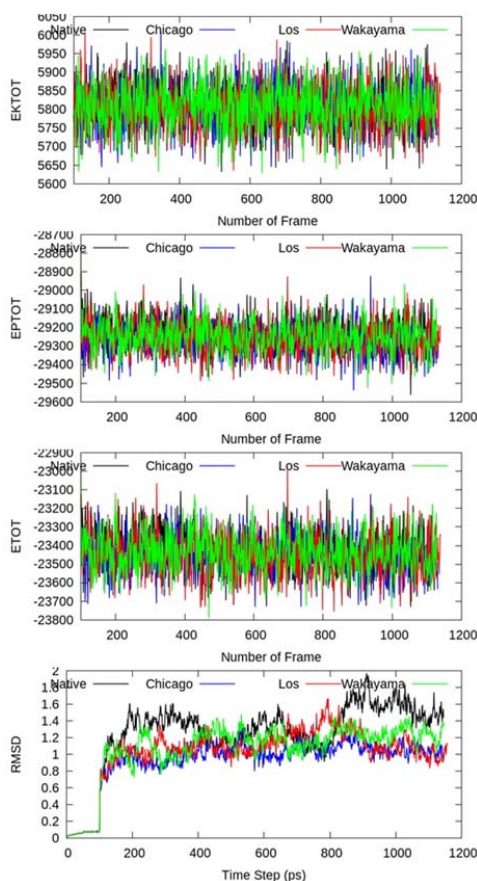 6050
6000
Native Chicago Los Wakayama
5950
5900
5850
EKTOT
5800
5750
5700
5650
5600
200 400 600 800 1000 1200
Number of Frame
-28700
Native Chicago Los Wakayama
-28800
-28900
-29000
-29100
EPTOT
-29200
-29300
-29400
-29500
-29600
200 400 600 800 1000 1200
Number of Frame
-22900
Native Chicago Los Wakayama
-23000
-23100
-23200
-23300
ETOT
-23400
-23500
-23600
-23700
-23800
200 400 600 800 1000 1200
Number of Frame
2
Native Chicago Los Wakayama
1.8
1.6
1.4
1.2
RMSD
1
0.8
0.6
0.4
0.2
0
0 200 400 600 800 1000 1200
Time Step (ps)